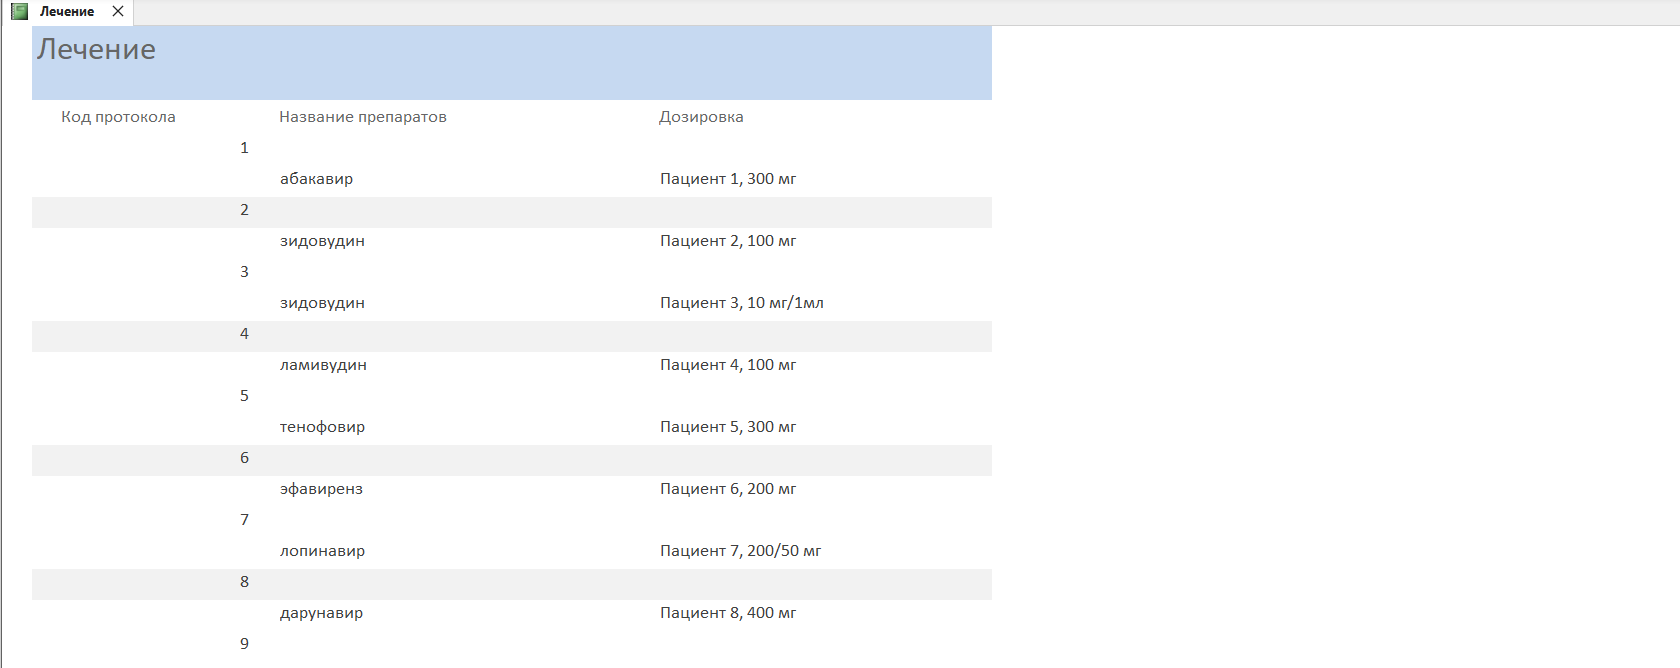 Лечение
Лечение
Код протокола Название препаратов Дозировка
1
абакавир Пациент 1, 300 мг
2
зидовудин Пациент 2, 100 мг
3
зидовудин Пациент 3, 10 мг/1мл
4
ламивудин Пациент 4, 100 мг
5
тенофовир Пациент 5, 300 мг
6
эфавиренз Пациент 6, 200 мг
7
лопинавир Пациент 7, 200/50 мг
8
дарунавир Пациент 8, 400 мг
9